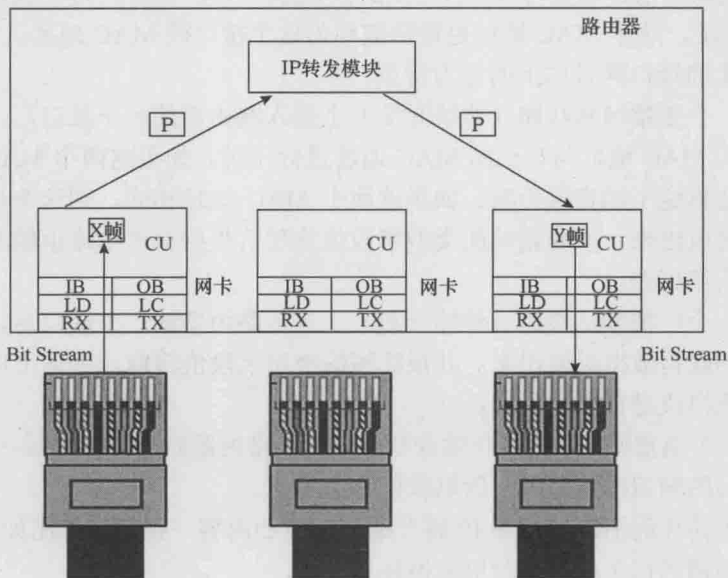 路由器
IP转发模块
P
P
X帧
CU
CU
Y帧
CU
IB OB 网卡
LD LC
RX TX
IB OB 网卡
LD LC
RX TX
IB OB 网卡
LD LC
RX TX
Bit Stream
Bit Stream